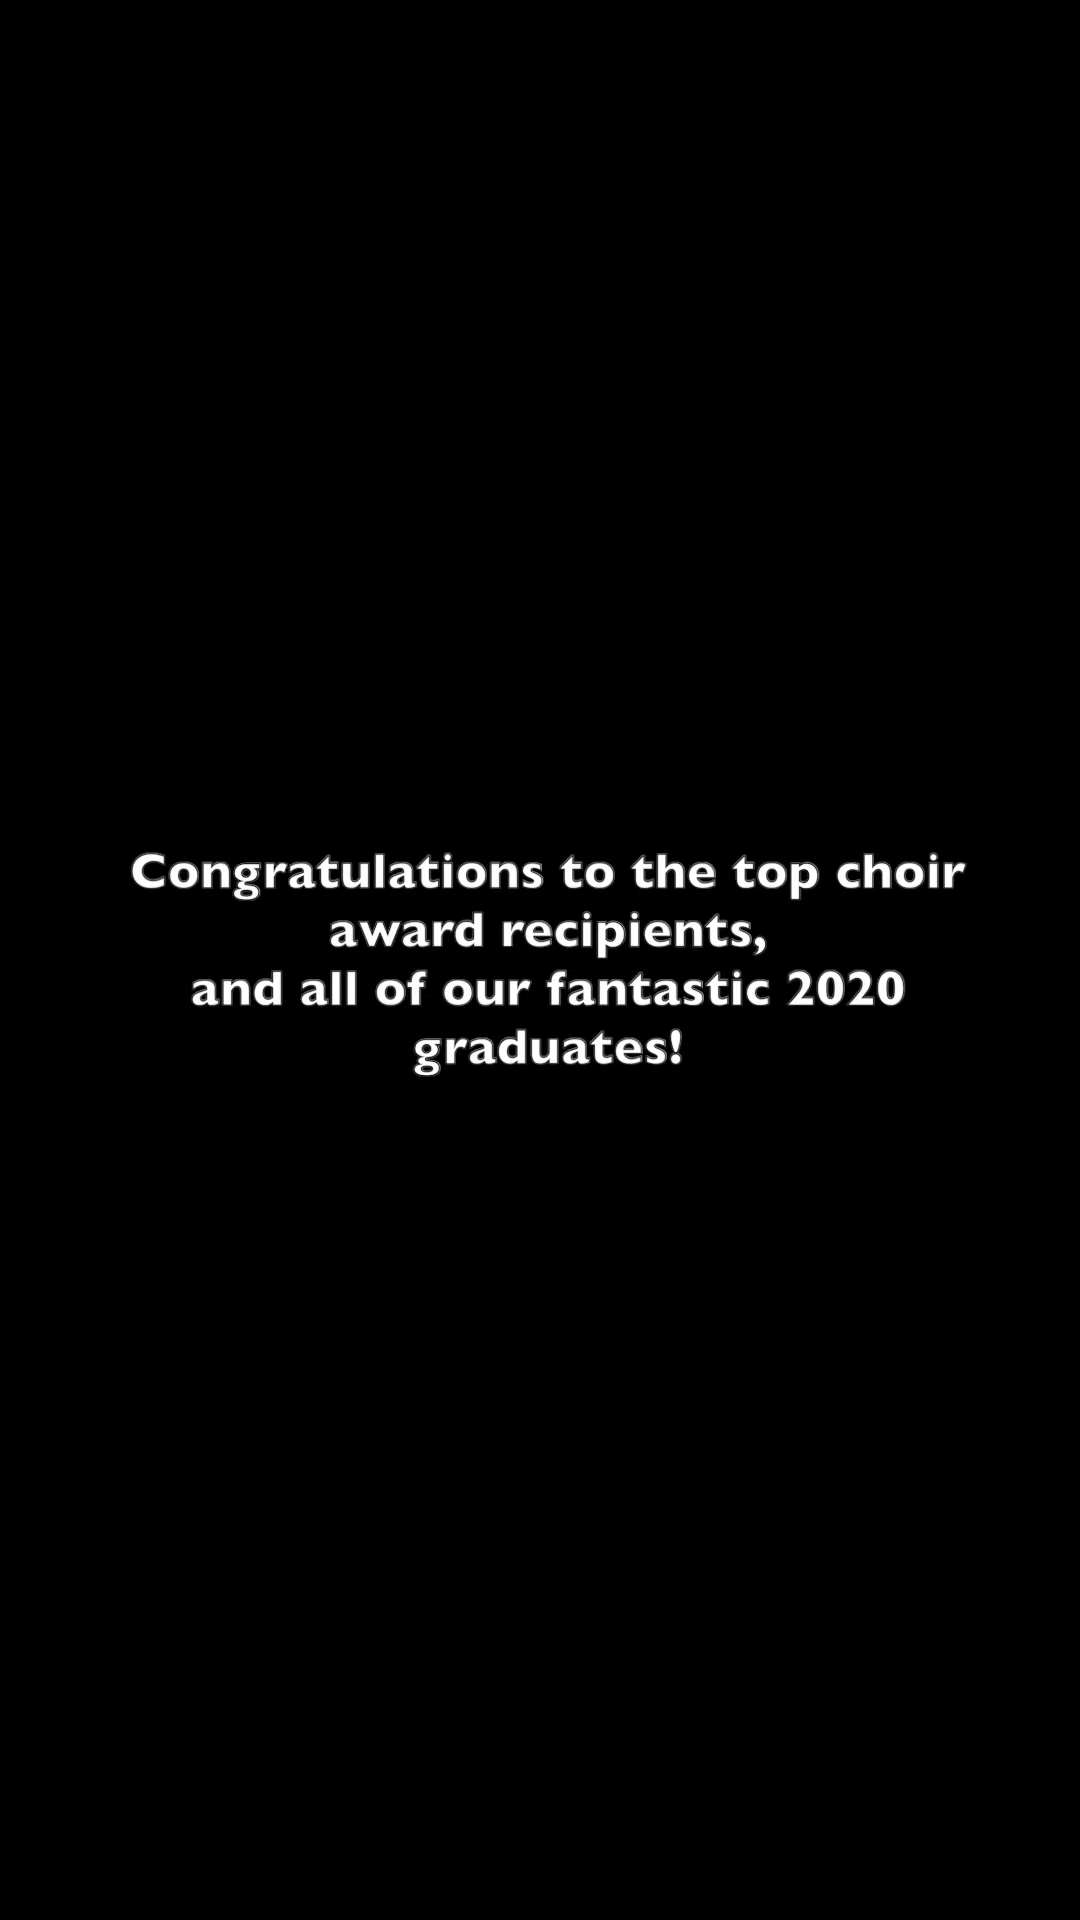 Congratulations to the top choir
award recipients,
and all of our fantastic 2020
graduates!